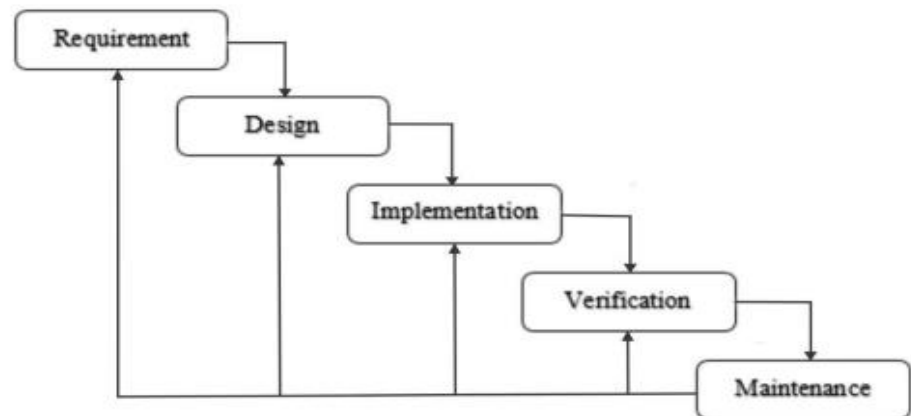 Requirement
Design
Implementation
Verification
Maintenance